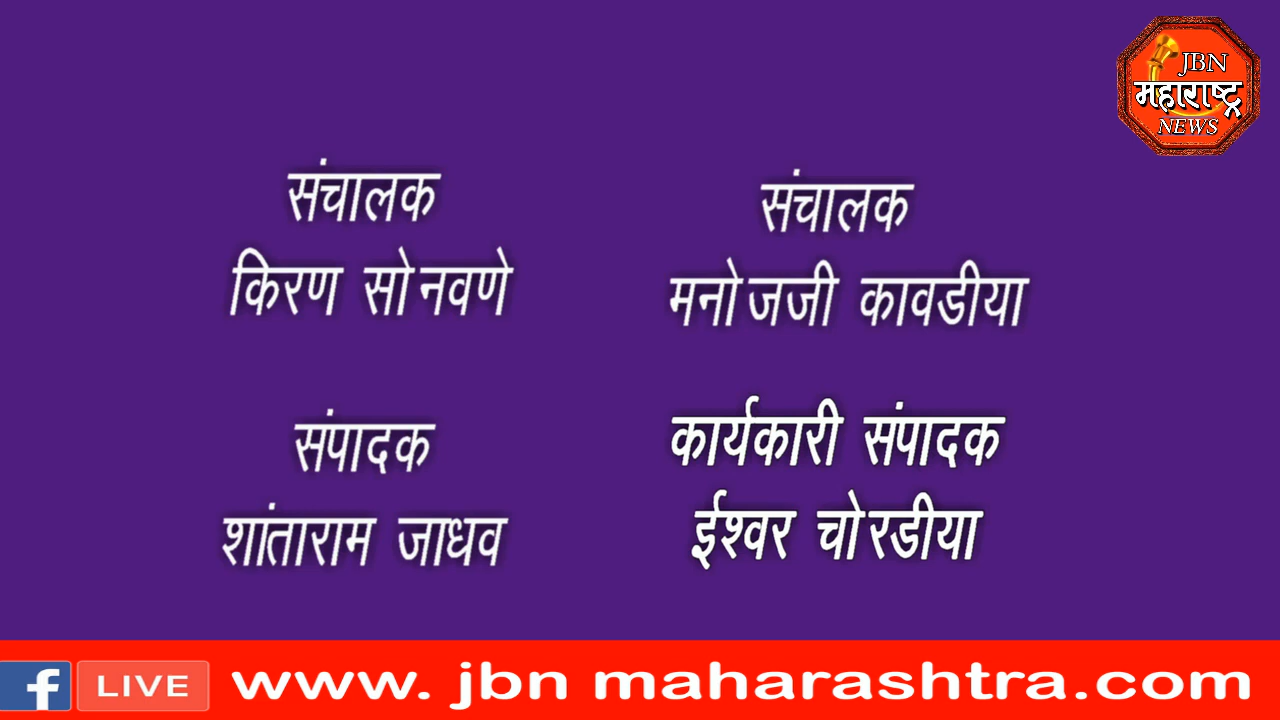 JBN
महाराष्ट्र
NEWS
संचालक
किरण सोनवणे
संचालक
मनोजजी कावडीया
संपादक
शांताराम जाधव
कार्यकारी संपादक
ईश्वर चोरडीया
f LIVE www. jbn maharashtra.com